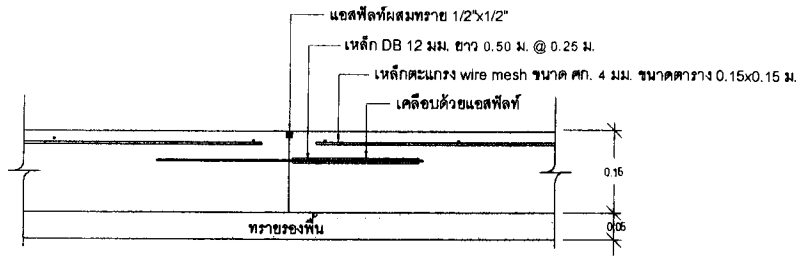 แอสฟัลท์ผสมทราย 1/2"x1/2"
เหล็ก DB 12 มม. ยาว 0.50 ม. @ 0.25 ม.
เหล็กตะแกรง wire mesh ขนาด ศก. 4 มม. ขนาดตาราง 0.15x0.15 ม.
เคลือบด้วยแอสฟัลท์
0.15
ทรายรองพื้น
0.05